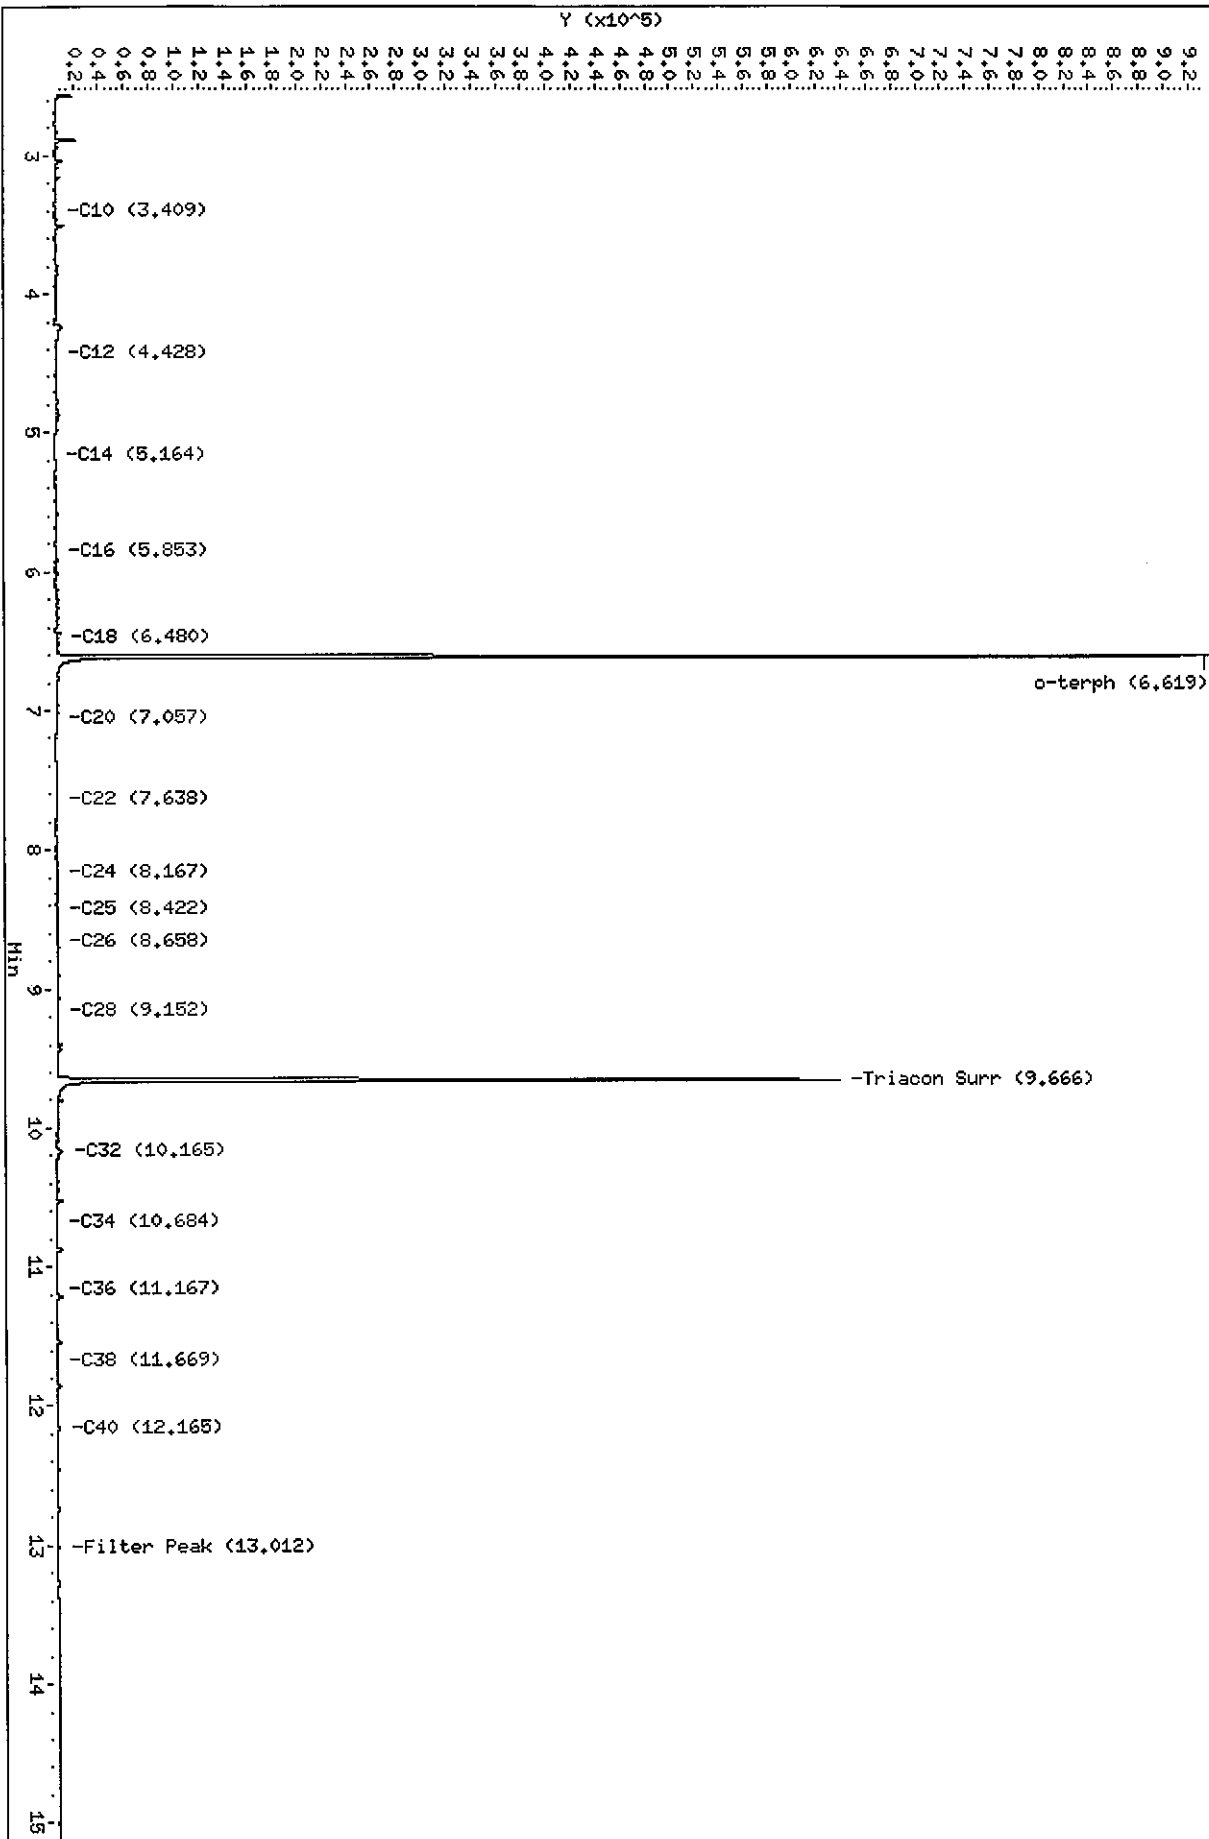 Y (x10^5)
0.2
0.4
0.6
0.8
1.0
1.2
1.4
1.6
1.8
2.0
2.2
2.4
2.6
2.8
3.0
3.2
3.4
3.6
3.8
4.0
4.2
4.4
4.6
4.8
5.0
5.2
5.4
5.6
5.8
6.0
6.2
6.4
6.6
6.8
7.0
7.2
7.4
7.6
7.8
8.0
8.2
8.4
8.6
8.8
9.0
9.2
3
-C10 (3.409)
4
-C12 (4.428)
5
-C14 (5.164)
-C16 (5.853)
6
-C18 (6.480)
o-terph (6.619)
7
-C20 (7.057)
-C22 (7.638)
8
-C24 (8.167)
-C25 (8.422)
-C26 (8.658)
Min
9
-C28 (9.152)
-Triacon Surr (9.666)
10
-C32 (10.165)
-C34 (10.684)
11
-C36 (11.167)
-C38 (11.669)
12
-C40 (12.165)
13
-Filter Peak (13.012)
14
15